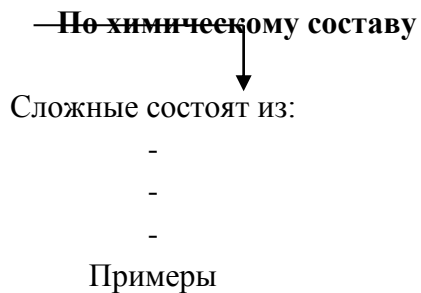 По химическому составу
Сложные состоят из:
-
-
-
Примеры